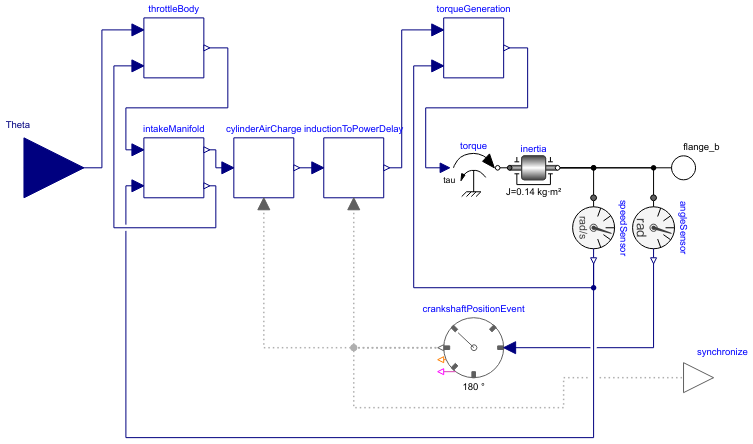 throttleBody
torqueGeneration
Theta
intakeManifold
cylinderAirCharge
inductionToPowerDelay
torque
inertia
flange_b
tau
J=0.14 kg·m²
rad/s
speedSensor
rad
angleSensor
crankshaftPositionEvent
180 °
synchronize